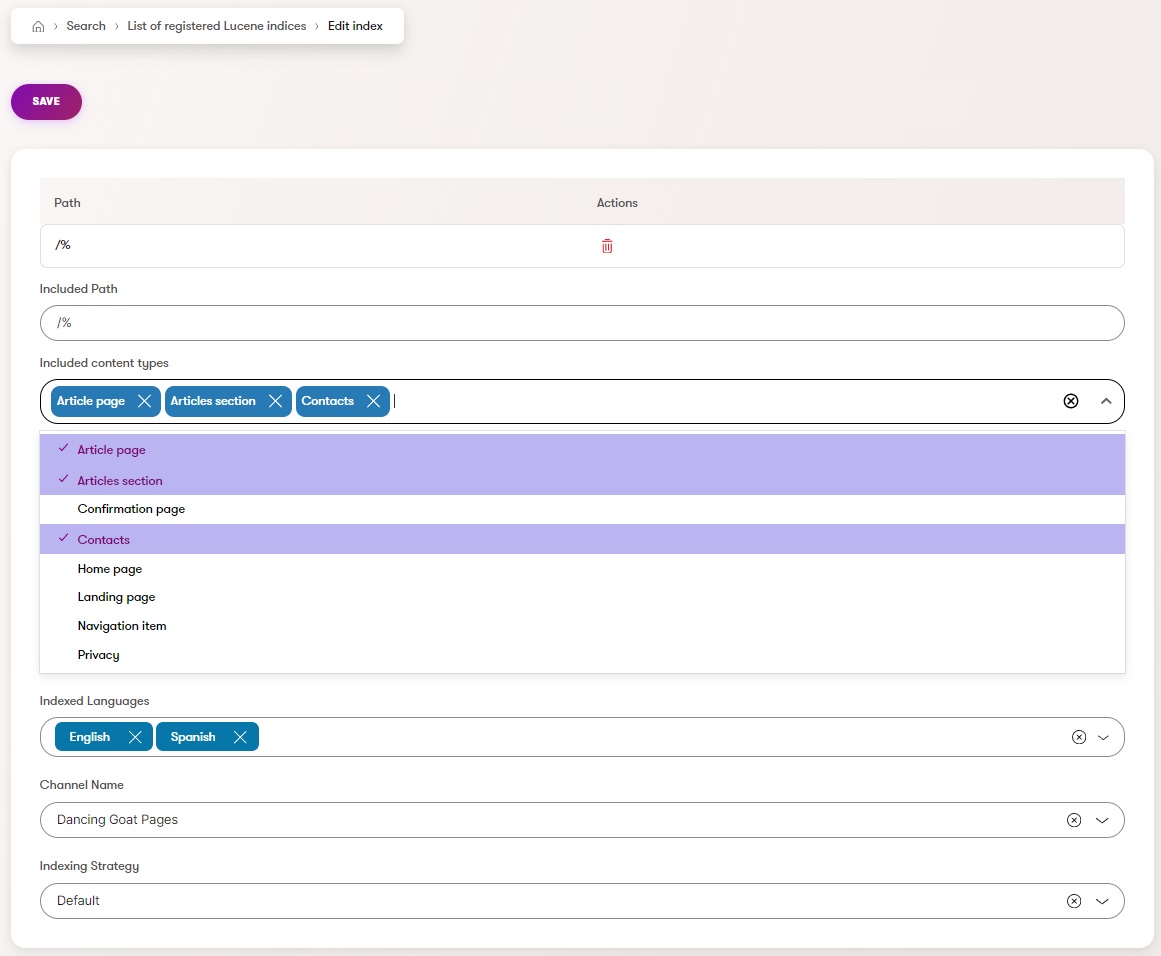 Search > List of registered Lucene indices > Edit index
SAVE
Path Actions
/%
Included Path
/%
Included content types
Article page Articles section Contacts
Article page
Articles section
Confirmation page
Contacts
Home page
Landing page
Navigation item
Privacy
Indexed Languages
English Spanish
Channel Name
Dancing Goat Pages
Indexing Strategy
Default